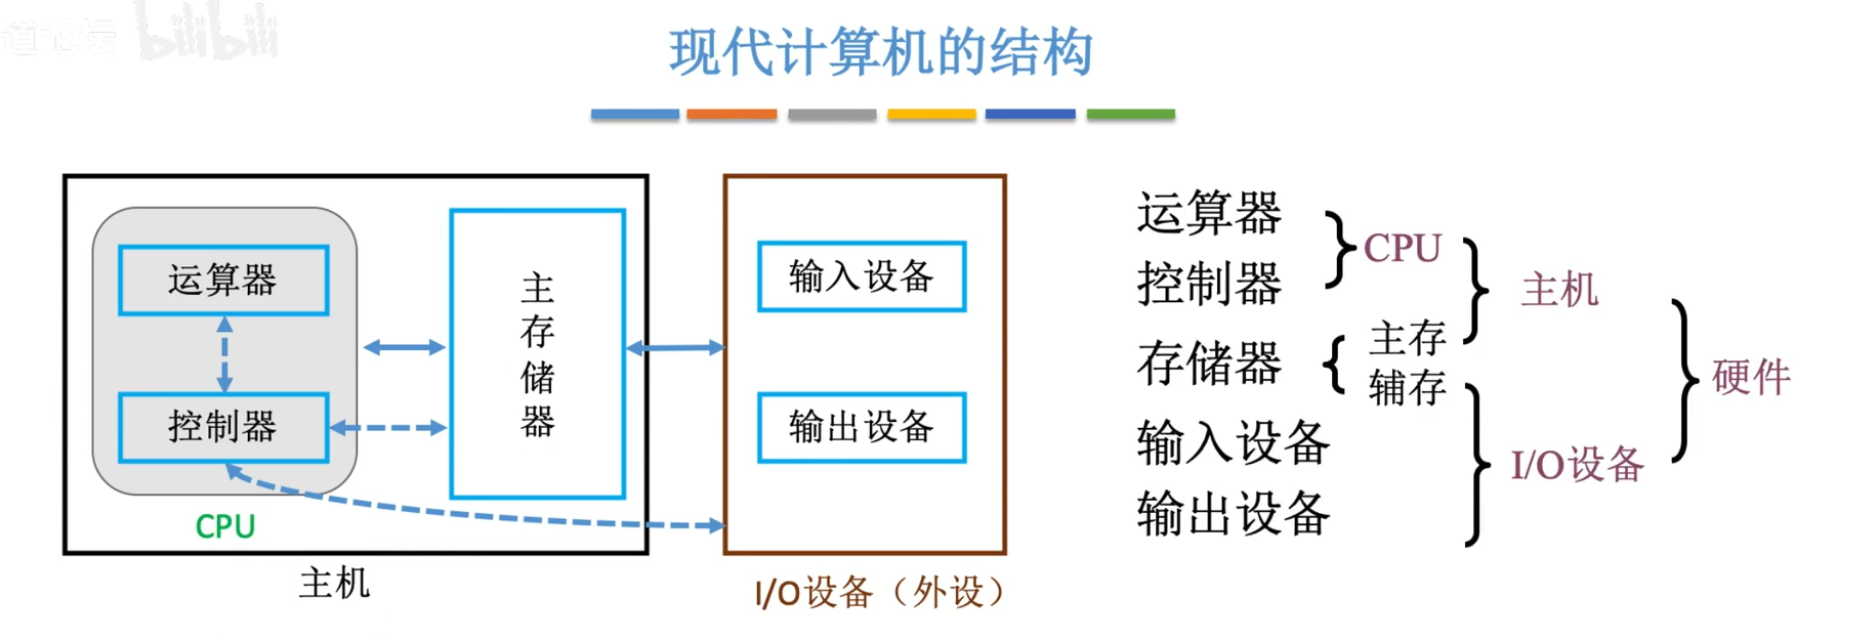 道论坛 bilibili
现代计算机的结构
运算器
控制器
CPU
主存储器
主机
输入设备
输出设备
I/O设备（外设）
运算器
控制器
CPU
存储器
主存
辅存
主机
输入设备
输出设备
I/O设备
硬件